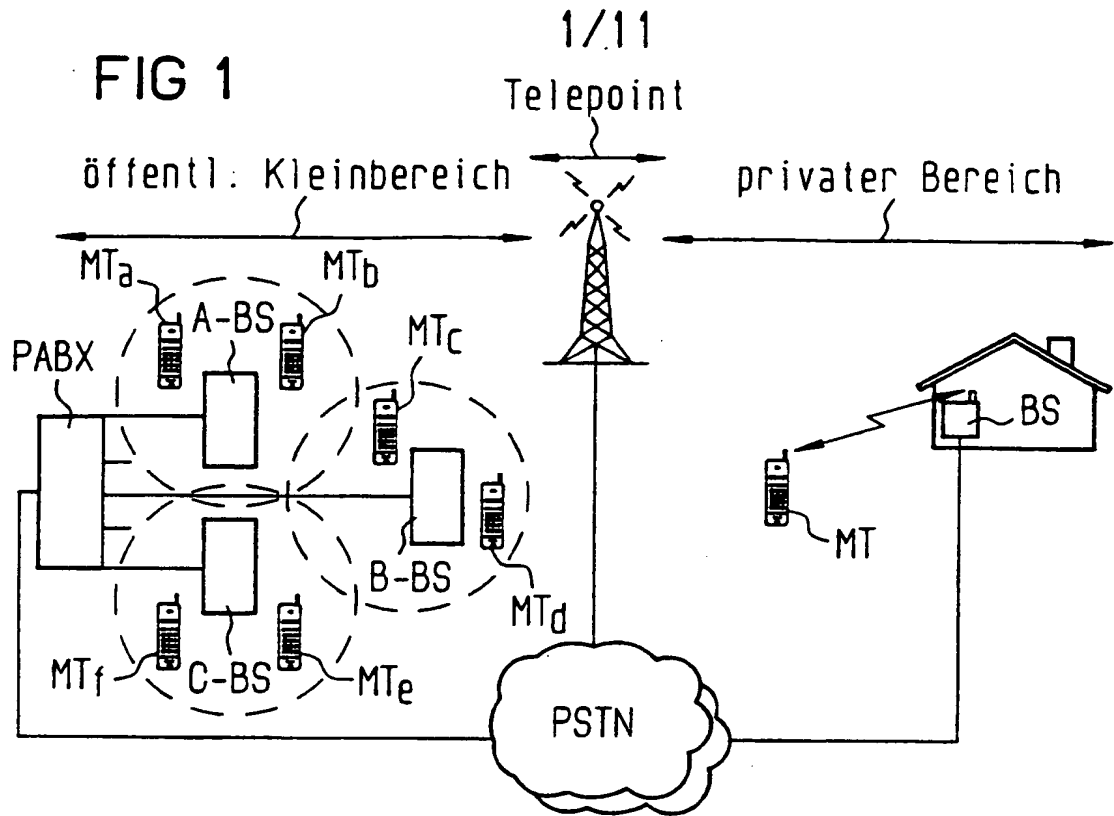 1/11
FIG 1
Telepoint
öffentl. Kleinbereich
privater Bereich
MTa
MTb
A-BS
PABX
MTc
BS
MT
B-BS
MTd
MTf
C-BS
MTe
PSTN